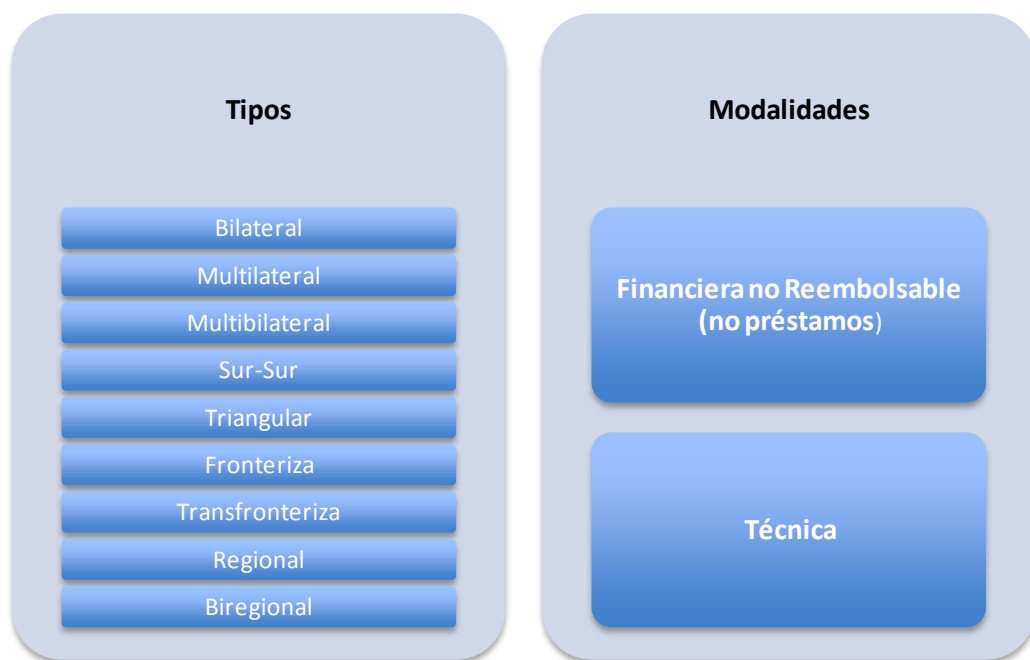 Tipos
Bilateral
Multilateral
Multibilateral
Sur-Sur
Triangular
Fronteriza
Transfronteriza
Regional
Biregional
Modalidades
Financiera no Reembolsable
(no préstamos)
Técnica